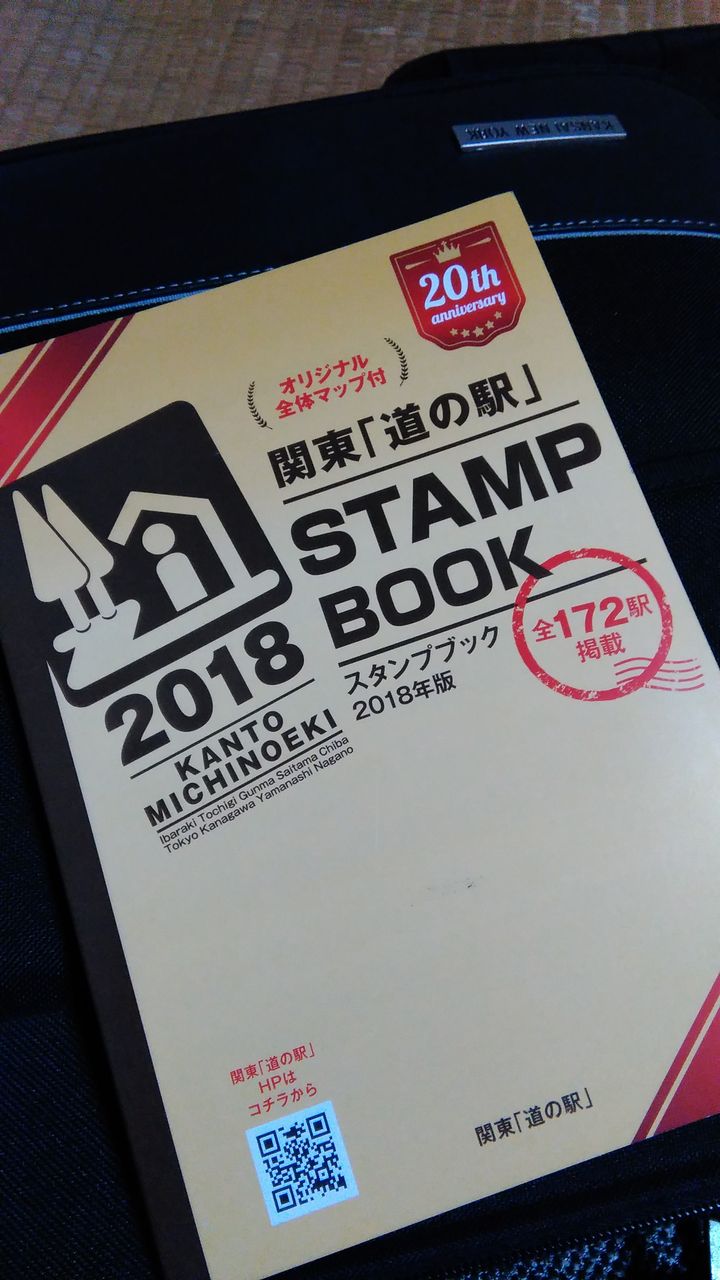 KANSAI NEW YORK
20th
anniversary
オリジナル
全体マップ付
関東「道の駅」
STAMP
BOOK
全172駅
掲載
スタンプブック
2018年版
2018
KANTO
MICHINOEKI
Ibaraki Tochigi Gunma Saitama Chiba
Tokyo Kanagawa Yamanashi Nagano
関東「道の駅」
HPは
コチラから
関東「道の駅」